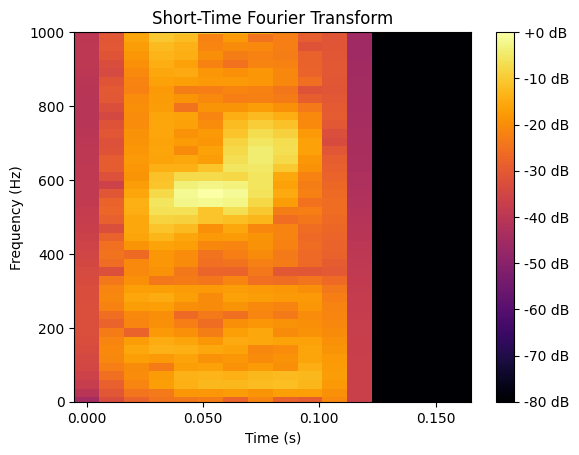 Short-Time Fourier Transform
1000
800
600
400
200
0
Frequency (Hz)
0.000
0.050
0.100
0.150
Time (s)
+0 dB
-10 dB
-20 dB
-30 dB
-40 dB
-50 dB
-60 dB
-70 dB
-80 dB